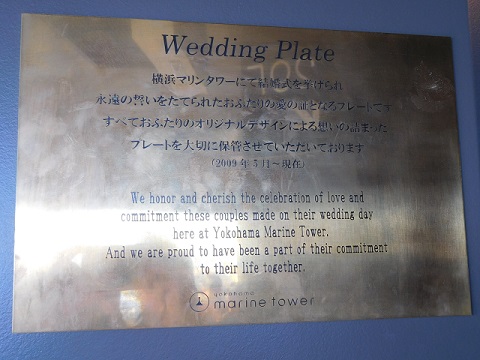 Wedding Plate
横浜マリンタワーにて結婚式を挙げられ
永遠の誓いをたてられたおふたりの愛の証となるプレートです
すべておふたりのオリジナルデザインによる想いの詰まった
プレートを大切に保管させていただいております
(2009年5月～現在)
We honor and cherish the celebration of love and
commitment these couples made on their wedding day
here at Yokohama Marine Tower.
And we are proud to have been a part of their commitment
to their life together.
yokohama
marine tower